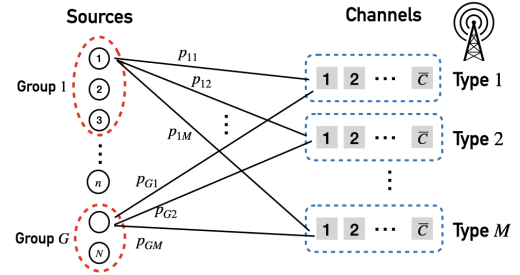 Sources
Channels
Group 1
1
2
3
n
Group G
N
p11
p12
p1M
pG1
pG2
pGM
1 2 ··· C̅ Type 1
1 2 ··· C̅ Type 2
1 2 ··· C̅ Type M